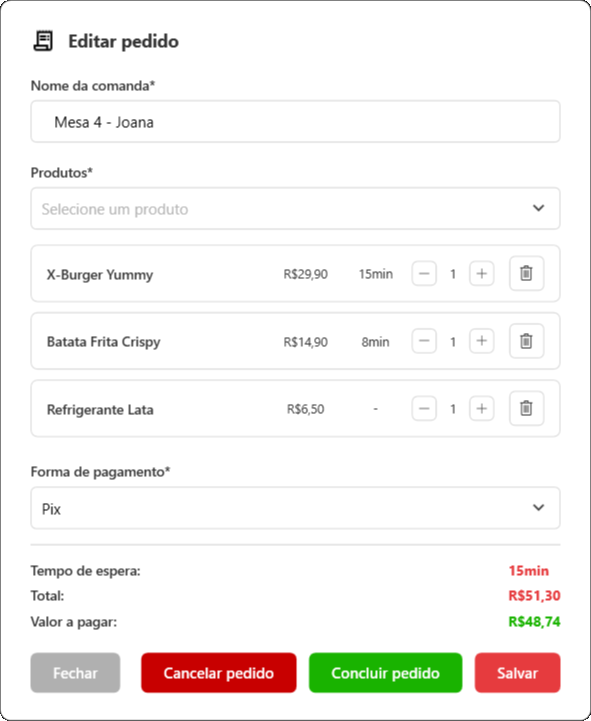 Editar pedido
Nome da comanda*
Mesa 4 - Joana
Produtos*
Selecione um produto
X-Burger Yummy R$29,90 15min − 1 +
Batata Frita Crispy R$14,90 8min − 1 +
Refrigerante Lata R$6,50 - − 1 +
Forma de pagamento*
Pix
Tempo de espera: 15min
Total: R$51,30
Valor a pagar: R$48,74
Fechar Cancelar pedido Concluir pedido Salvar